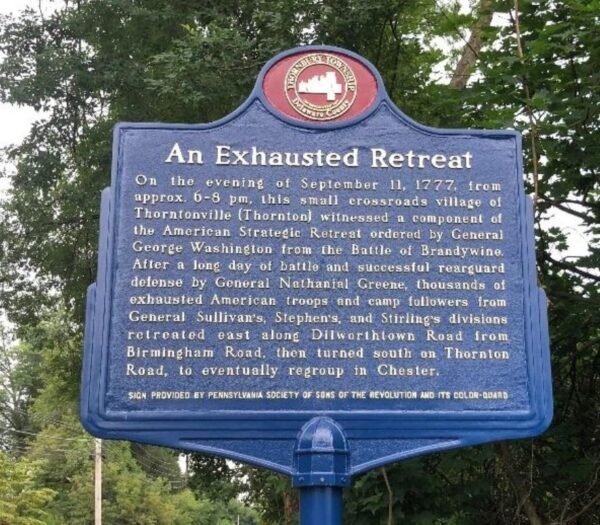 THORNBURY TOWNSHIP
Delaware County
An Exhausted Retreat
On the evening of September 11, 1777, from
approx. 6-8 pm, this small crossroads village of
Thorntonville (Thornton) witnessed a component of
the American Strategic Retreat ordered by General
George Washington from the Battle of Brandywine.
After a long day of battle and successful rearguard
defense by General Nathanial Greene, thousands of
exhausted American troops and camp followers from
General Sullivan's, Stephen's, and Stirling's divisions
retreated east along Dilworthtown Road from
Birmingham Road, then turned south on Thornton
Road, to eventually regroup in Chester.
SIGN PROVIDED BY PENNSYLVANIA SOCIETY OF SONS OF THE REVOLUTION AND ITS COLOR-GUARD